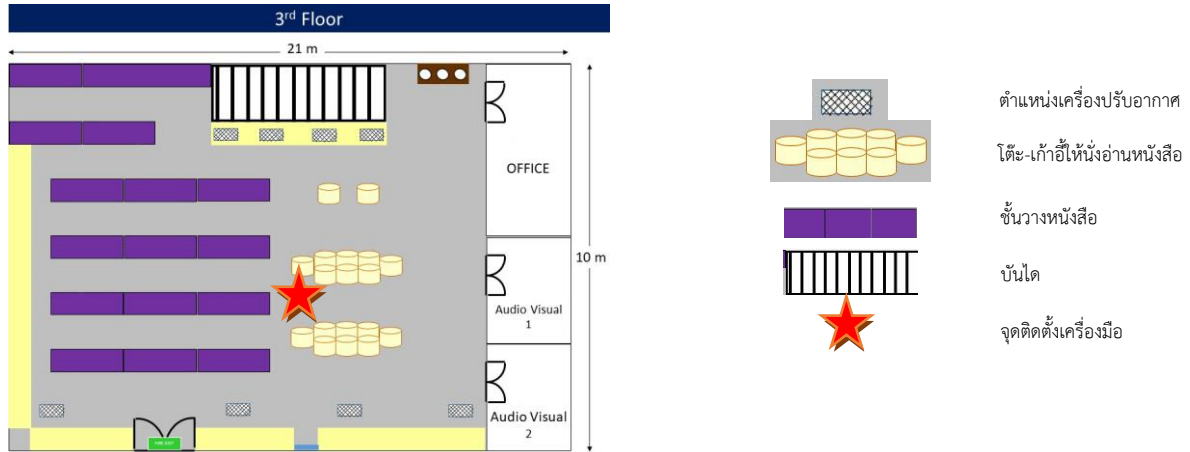 3rd Floor
21 m
OFFICE
10 m
Audio Visual
1
Audio Visual
2
ตำแหน่งเครื่องปรับอากาศ
โต๊ะ-เก้าอี้ให้นั่งอ่านหนังสือ
ชั้นวางหนังสือ
บันได
จุดติดตั้งเครื่องมือ